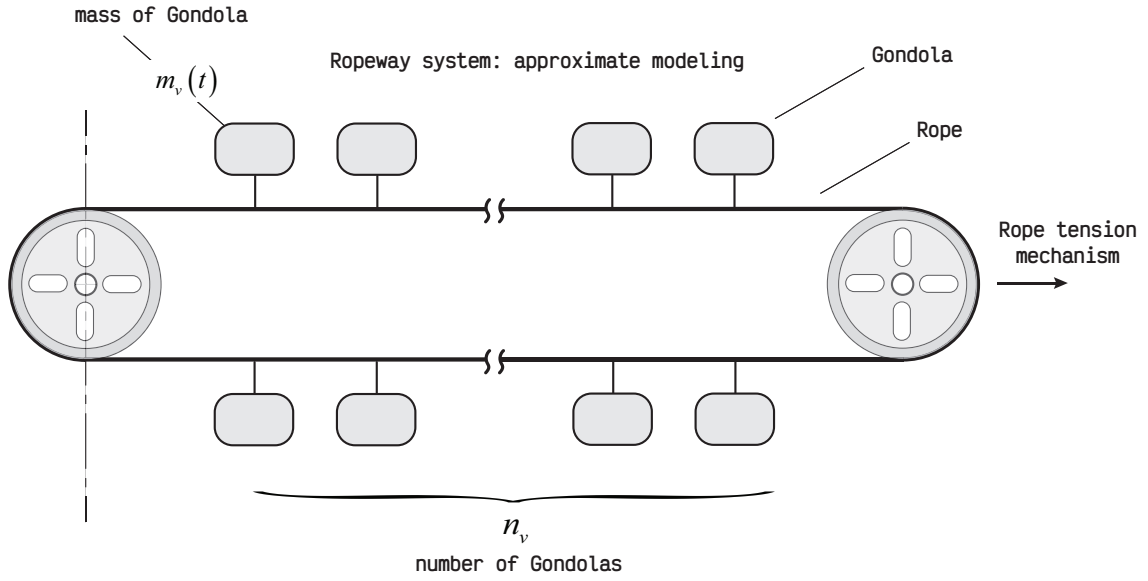 mass of Gondola
Ropeway system: approximate modeling
Gondola
m_v(t)
Rope
Rope tension
mechanism
n_v
number of Gondolas